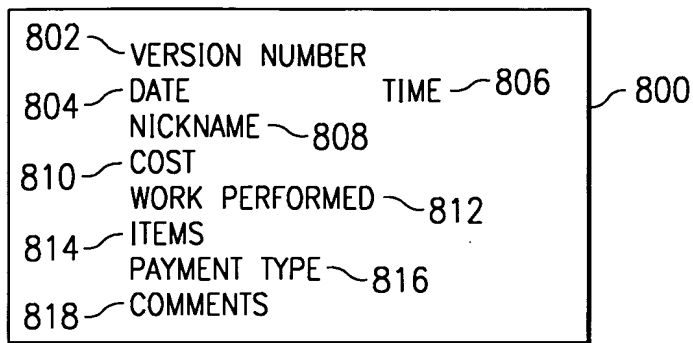 802 VERSION NUMBER
804 DATE TIME 806 800
NICKNAME 808
810 COST
WORK PERFORMED 812
814 ITEMS
PAYMENT TYPE 816
818 COMMENTS